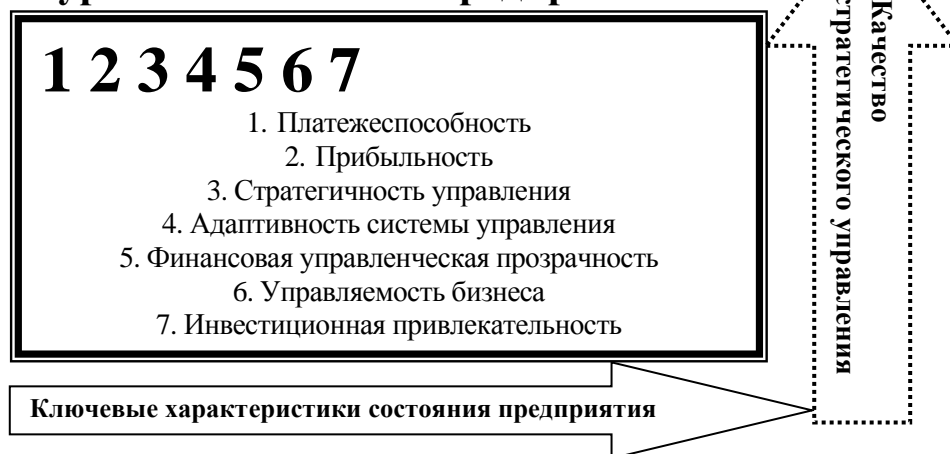 1 2 3 4 5 6 7
1. Платежеспособность
2. Прибыльность
3. Стратегичность управления
4. Адаптивность системы управления
5. Финансовая управленческая прозрачность
6. Управляемость бизнеса
7. Инвестиционная привлекательность
Ключевые характеристики состояния предприятия
Качество
стратегического управления